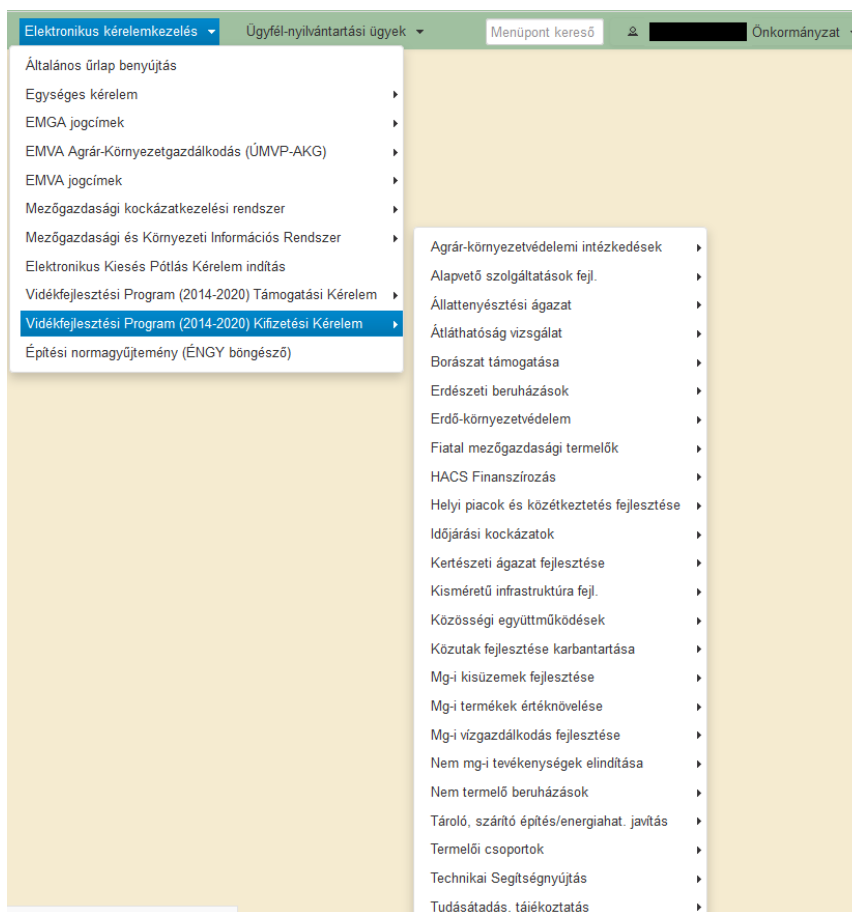 Elektronikus kérelemkezelés
Ügyfél-nyilvántartási ügyek
Menüpont kereső
Önkormányzat
Általános űrlap benyújtás
Egységes kérelem
EMGA jogcímek
EMVA Agrár-Környezetgazdálkodás (ÚMVP-AKG)
EMVA jogcímek
Mezőgazdasági kockázatkezelési rendszer
Mezőgazdasági és Környezeti Információs Rendszer
Elektronikus Kiesés Pótlás Kérelem indítás
Vidékfejlesztési Program (2014-2020) Támogatási Kérelem
Vidékfejlesztési Program (2014-2020) Kifizetési Kérelem
Építési normagyűjtemény (ÉNGY böngésző)
Agrár-környezetvédelemi intézkedések
Alapvető szolgáltatások fejl.
Állattenyésztési ágazat
Átláthatóság vizsgálat
Borászat támogatása
Erdészeti beruházások
Erdő-környezetvédelem
Fiatal mezőgazdasági termelők
HACS Finanszírozás
Helyi piacok és közétkeztetés fejlesztése
Időjárási kockázatok
Kertészeti ágazat fejlesztése
Kisméretű infrastruktúra fejl.
Közösségi együttműködések
Közutak fejlesztése karbantartása
Mg-i kisüzemek fejlesztése
Mg-i termékek értéknövelése
Mg-i vízgazdálkodás fejlesztése
Nem mg-i tevékenységek elindítása
Nem termelő beruházások
Tároló, szárító építés/energiahat. javítás
Termelői csoportok
Technikai Segítségnyújtás
Tudásátadás, tájékoztatás